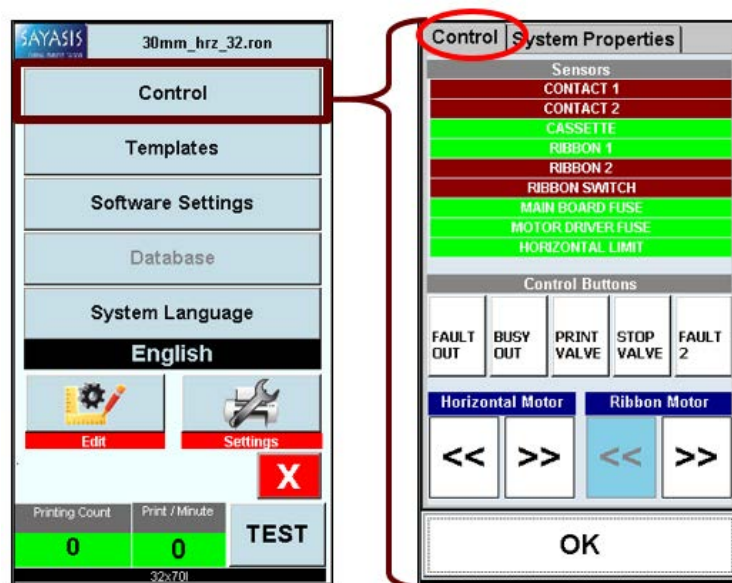 SAYASIS
30mm_hrz_32.ron
Control
Templates
Software Settings
Database
System Language
English
Edit
Settings
X
Printing Count
Print / Minute
0
0
TEST
32x70l
Control
System Properties
Sensors
CONTACT 1
CONTACT 2
CASSETTE
RIBBON 1
RIBBON 2
RIBBON SWITCH
MAIN BOARD FUSE
MOTOR DRIVER FUSE
HORIZONTAL LIMIT
Control Buttons
FAULT OUT
BUSY OUT
PRINT VALVE
STOP VALVE
FAULT 2
Horizontal Motor
Ribbon Motor
<< >> << >>
OK